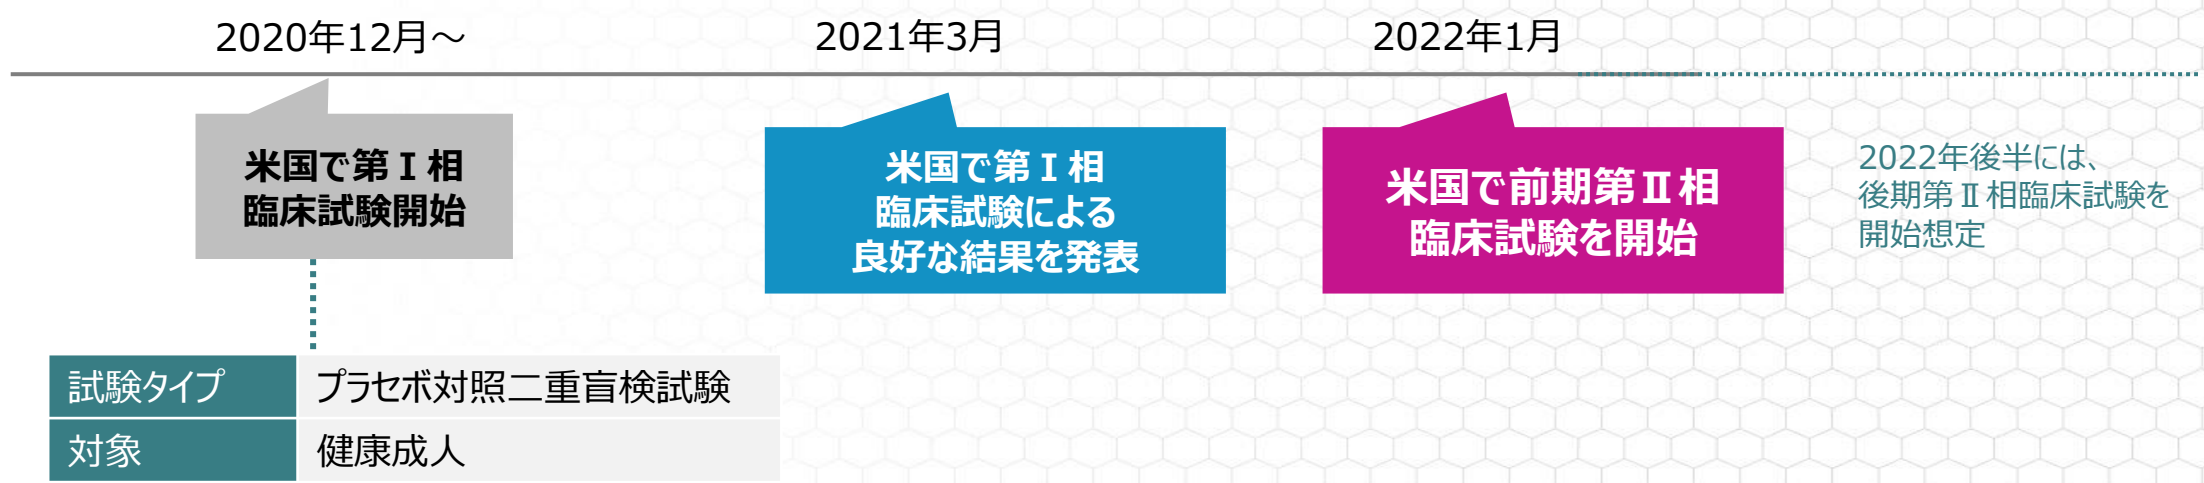 2020年12月～
2021年3月
2022年1月
米国で第Ⅰ相
臨床試験開始
米国で第Ⅰ相
臨床試験による
良好な結果を発表
米国で前期第Ⅱ相
臨床試験を開始
2022年後半には、
後期第Ⅱ相臨床試験を
開始想定
試験タイプ プラセボ対照二重盲検試験
対象 健康成人